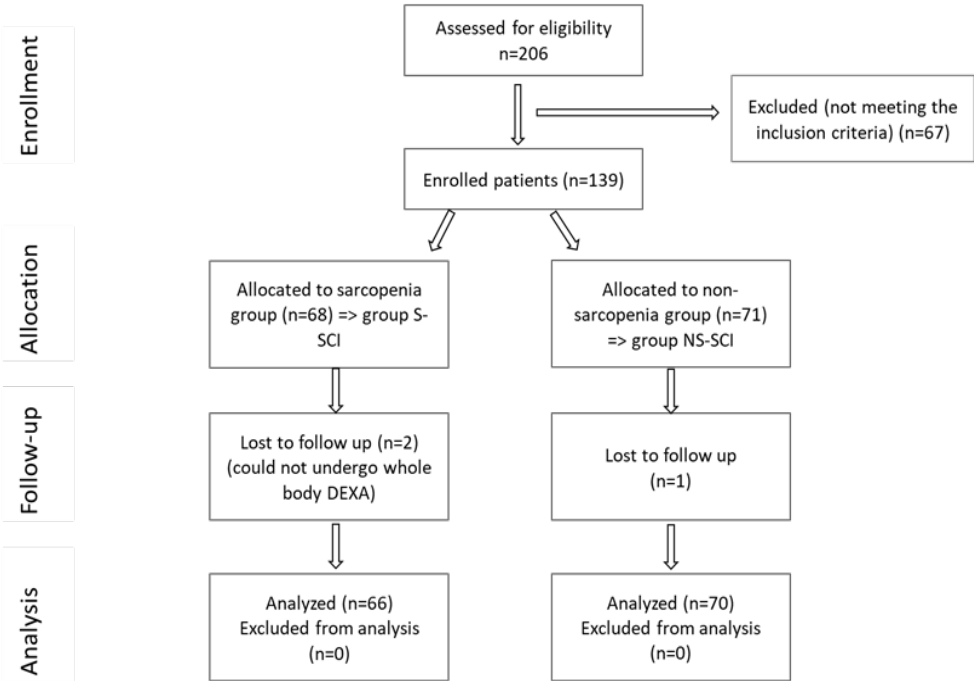 Enrollment
Assessed for eligibility
n=206
Excluded (not meeting the
inclusion criteria) (n=67)
Enrolled patients (n=139)
Allocation
Allocated to sarcopenia
group (n=68) => group S-
SCI
Allocated to non-
sarcopenia group (n=71)
=> group NS-SCI
Follow-up
Lost to follow up (n=2)
(could not undergo whole
body DEXA)
Lost to follow up
(n=1)
Analysis
Analyzed (n=66)
Excluded from analysis
(n=0)
Analyzed (n=70)
Excluded from analysis
(n=0)